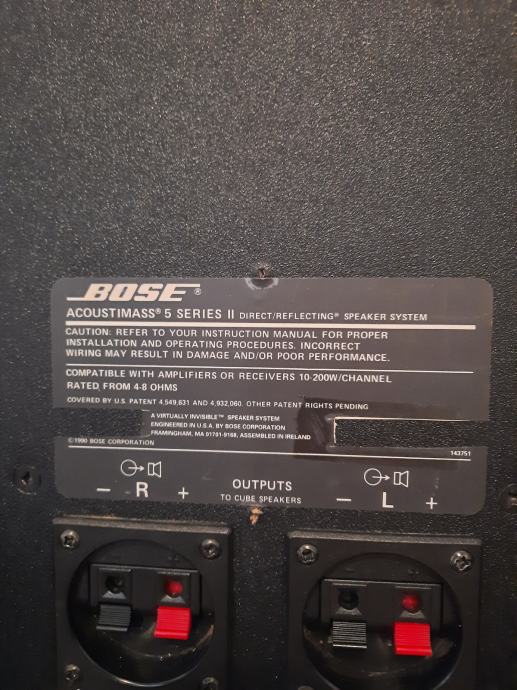 BOSE®
ACOUSTIMASS® 5 SERIES II DIRECT/REFLECTING® SPEAKER SYSTEM
CAUTION: REFER TO YOUR INSTRUCTION MANUAL FOR PROPER
INSTALLATION AND OPERATING PROCEDURES. INCORRECT
WIRING MAY RESULT IN DAMAGE AND/OR POOR PERFORMANCE.
COMPATIBLE WITH AMPLIFIERS OR RECEIVERS 10-200W/CHANNEL
RATED FROM 4-8 OHMS
COVERED BY U.S. PATENT 4,549,631 AND 4,932,060. OTHER PATENT RIGHTS PENDING
A VIRTUALLY INVISIBLE™ SPEAKER SYSTEM
ENGINEERED IN U.S.A. BY BOSE CORPORATION
FRAMINGHAM, MA 01701-9168, ASSEMBLED IN IRELAND
©1990 BOSE CORPORATION
143751
− R +
OUTPUTS
TO CUBE SPEAKERS
− L +